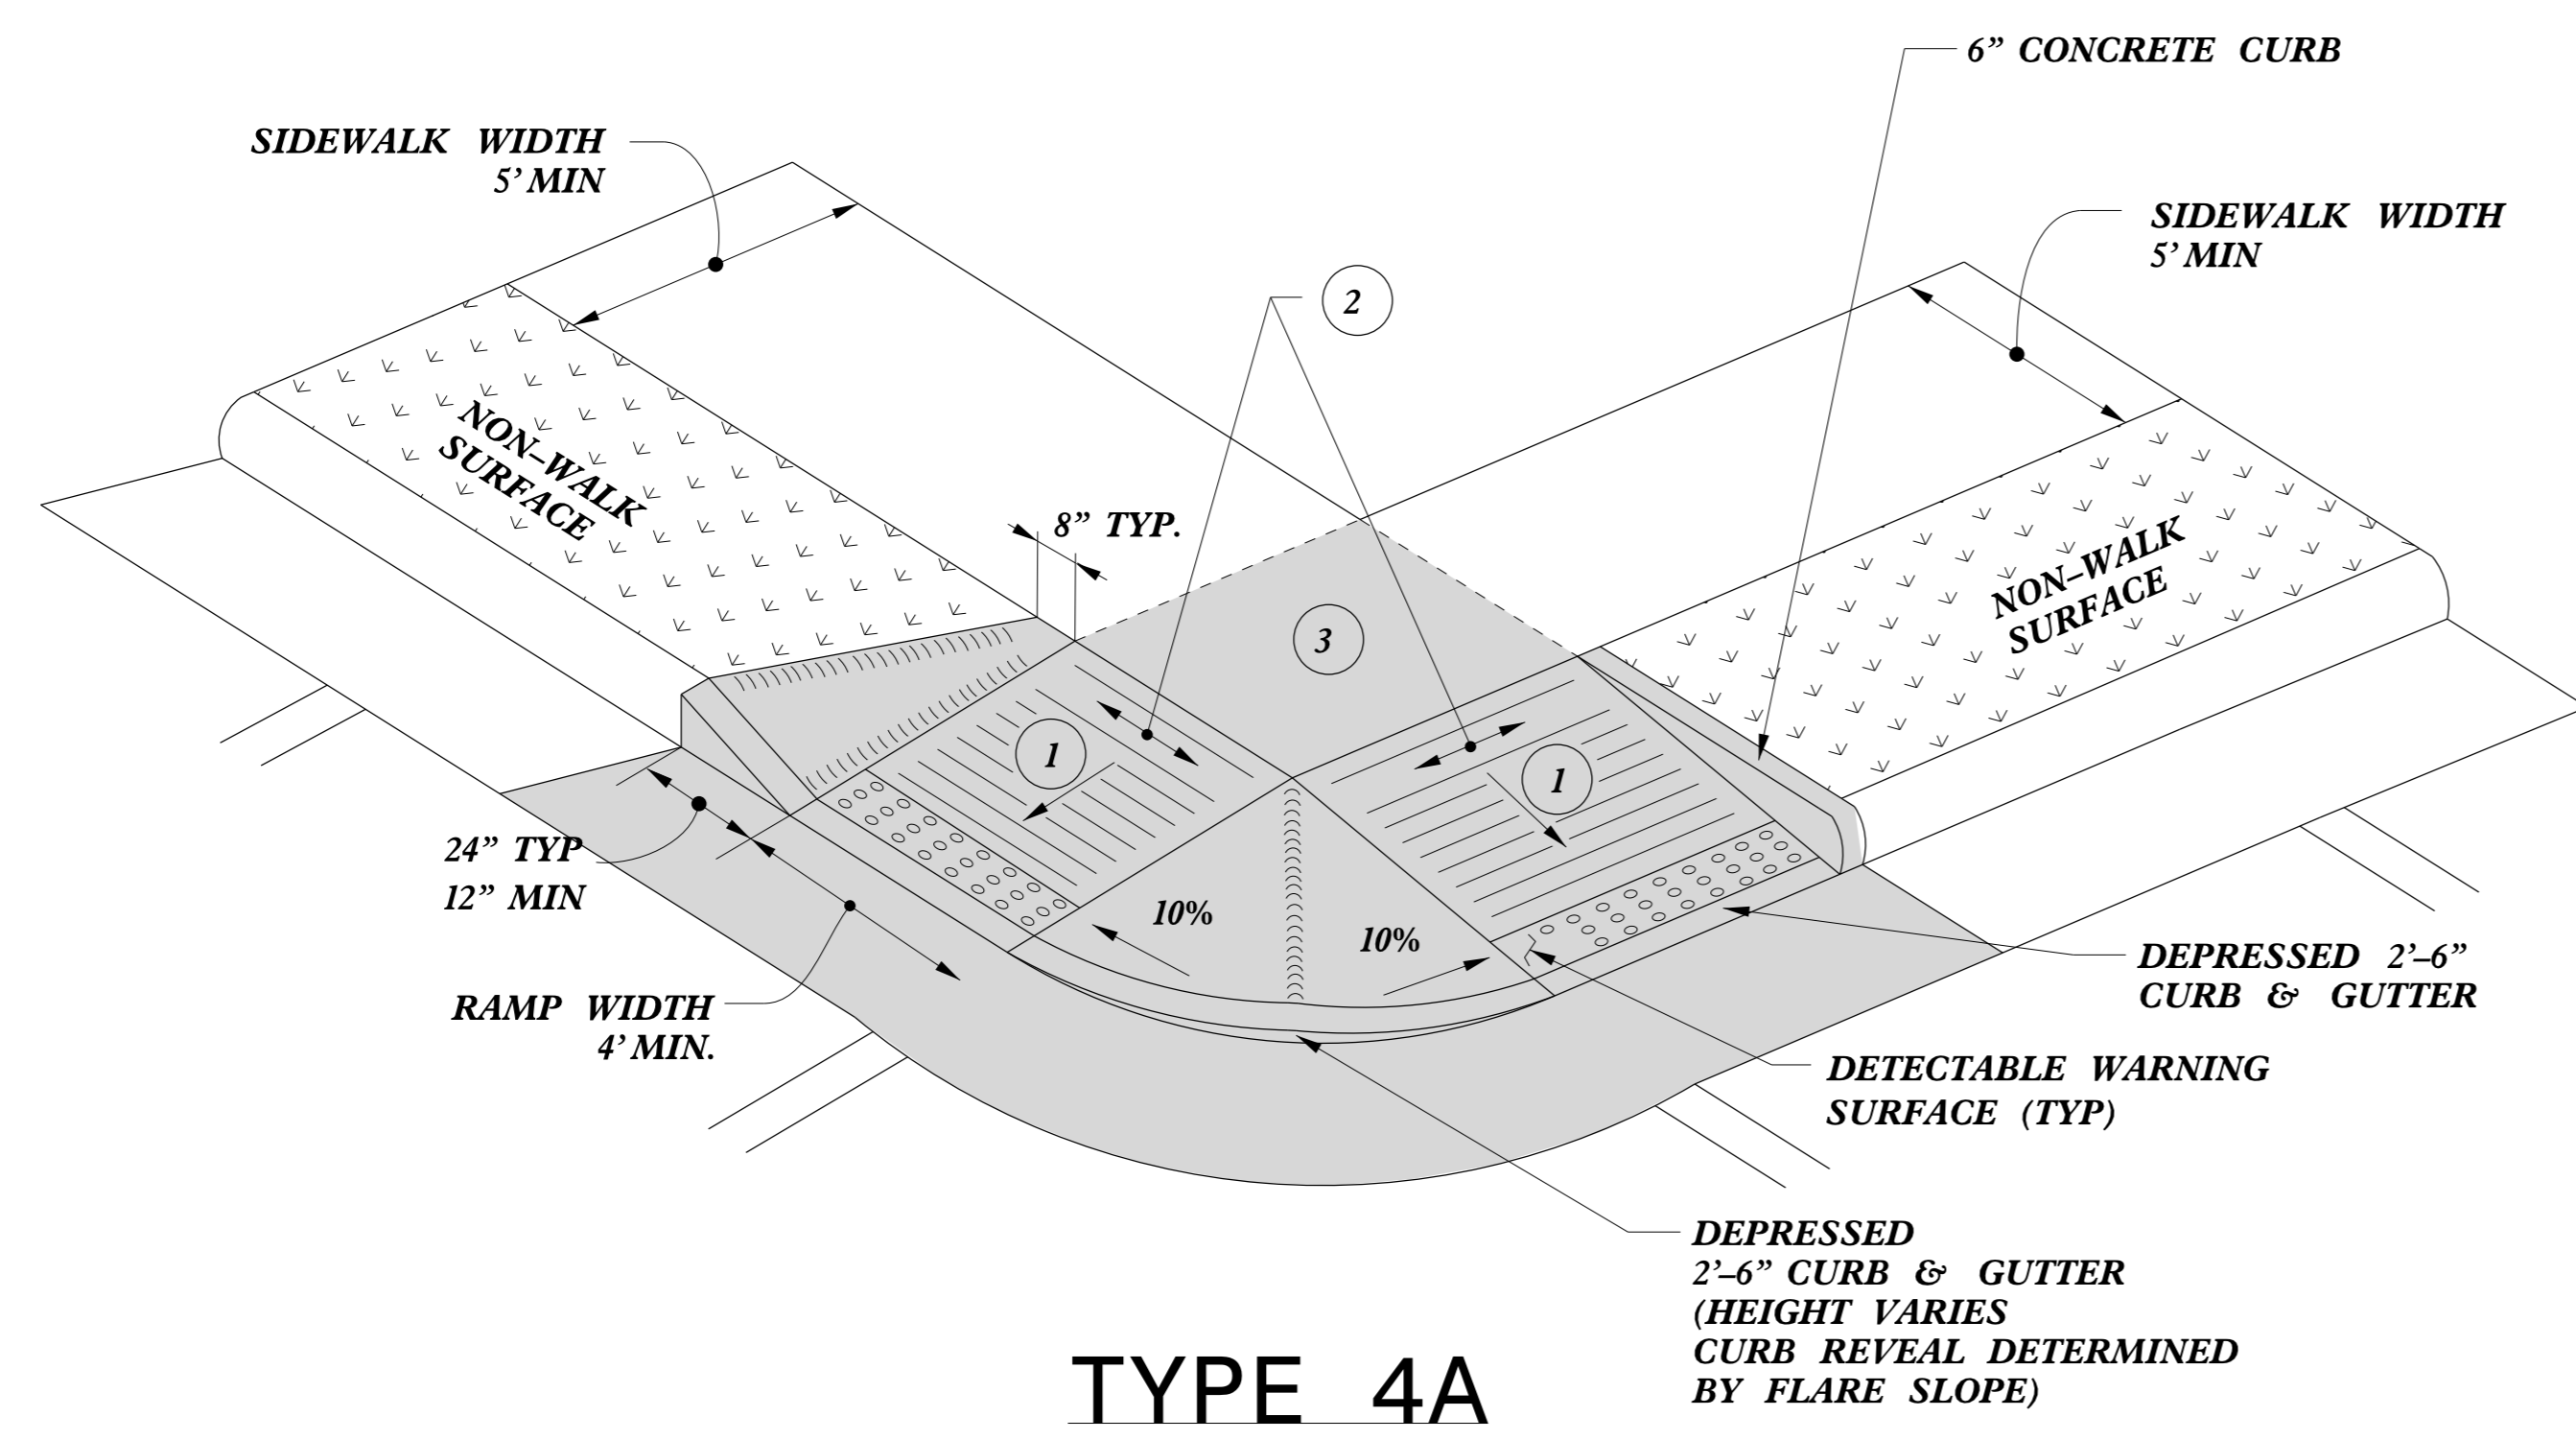 6” CONCRETE CURB
SIDEWALK WIDTH
5’ MIN
SIDEWALK WIDTH
5’ MIN
2
NON–WALK
SURFACE
8” TYP.
NON–WALK
SURFACE
3
1
1
24” TYP
12” MIN
10%
10%
DEPRESSED 2’–6”
CURB & GUTTER
RAMP WIDTH
4’ MIN.
DETECTABLE WARNING
SURFACE (TYP)
DEPRESSED
2’–6” CURB & GUTTER
(HEIGHT VARIES
CURB REVEAL DETERMINED
BY FLARE SLOPE)
TYPE 4A